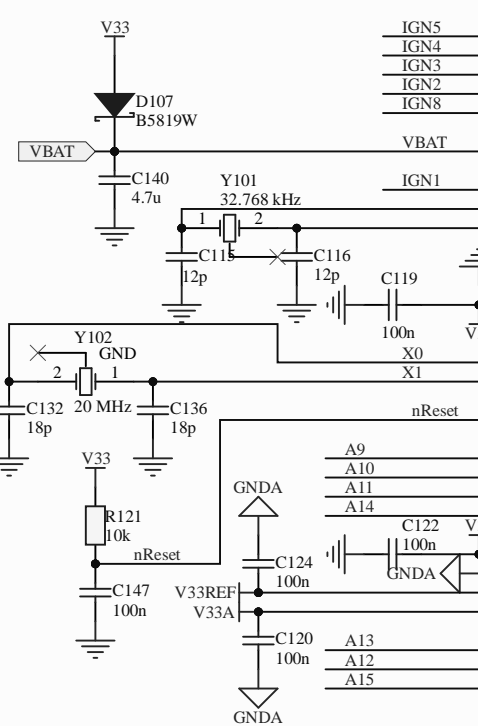 V33
IGN5
IGN4
IGN3
IGN2
IGN8
D107
B5819W
VBAT
VBAT
C140
4.7u
Y101
32.768 kHz
IGN1
1 2
C115
12p
C116
12p
C119
100n
V
Y102
GND
2 1
20 MHz
X0
X1
C132
18p
C136
18p
nReset
V33
A9
A10
A11
A14
GNDA
R121
10k
C122
100n
V
nReset
C124
100n
GNDA
C147
100n
V33REF
V33A
C120
100n
A13
A12
A15
GNDA